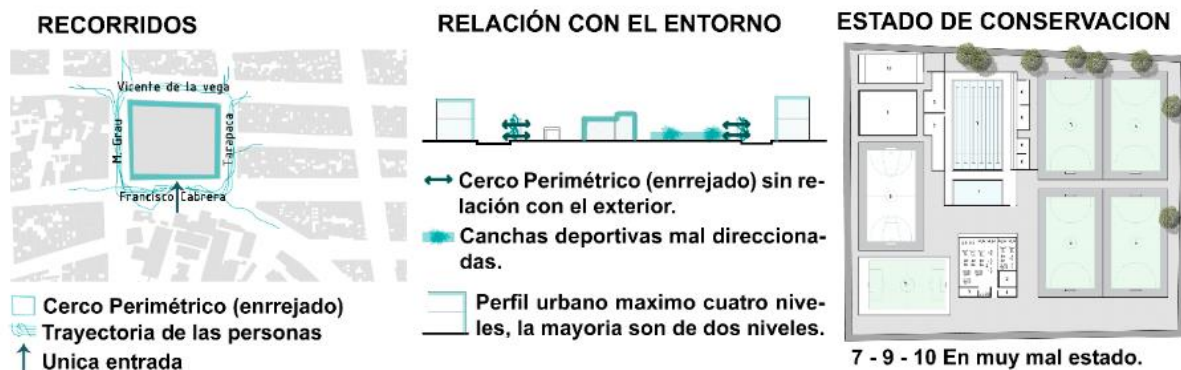 RECORRIDOS
Vicente de la vega
M. Grau
Tarapaca
Francisco Cabrera
Cerco Perimétrico (enrrejado)
Trayectoria de las personas
Unica entrada
RELACIÓN CON EL ENTORNO
Cerco Perimétrico (enrrejado) sin re-
lación con el exterior.
Canchas deportivas mal direcciona-
das.
Perfil urbano maximo cuatro nive-
les, la mayoria son de dos niveles.
ESTADO DE CONSERVACION
7 - 9 - 10 En muy mal estado.